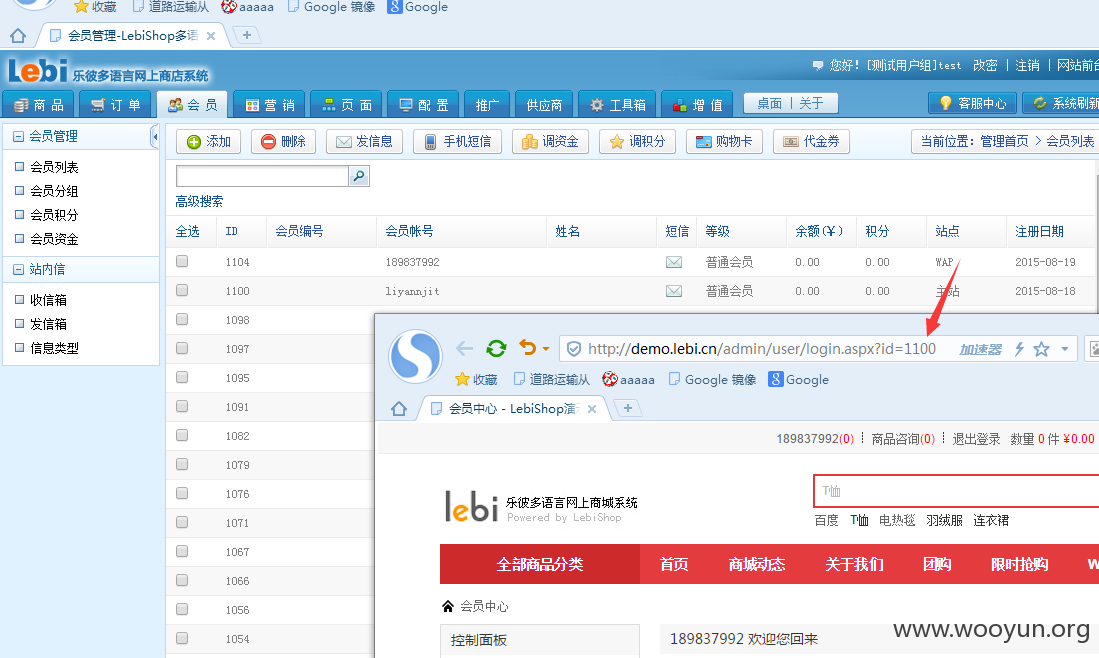 收藏 道路运输从 aaaaa Google 镜像 Google
会员管理-LebiShop多语
Lebi 乐彼多语言网上商店系统
您好！[测试用户组]test 改密 | 注销 | 网站前台
商 品 订 单 会 员 营 销 页 面 配 置 推广 供应商 工具箱 增 值 桌面 | 关于 客服中心 系统刷新
会员管理
会员列表
会员分组
会员积分
会员资金
站内信
收信箱
发信箱
信息类型
添加 删除 发信息 手机短信 调资金 调积分 购物卡 代金券 当前位置：管理首页 > 会员列表
高级搜索
全选 ID 会员编号 会员帐号 姓名 短信 等级 余额(￥) 积分 站点 注册日期
1104 189837992 普通会员 0.00 0.00 WAP 2015-08-19
1100 liyannjit 普通会员 0.00 0.00 主站 2015-08-18
1098
1097
1095
1091
1082
1079
1076
1071
1067
1066
1056
1054
http://demo.lebi.cn/admin/user/login.aspx?id=1100 加速器
收藏 道路运输从 aaaaa Google 镜像 Google
会员中心 - LebiShop演
189837992(0) 商品咨询(0) 退出登录 数量 0 件 ¥0.00
lebi 乐彼多语言网上商城系统
Powered by LebiShop
T恤
百度 T恤 电热毯 羽绒服 连衣裙
全部商品分类 首页 商城动态 关于我们 团购 限时抢购 W
会员中心
控制面板
189837992 欢迎您回来
www.wooyun.org